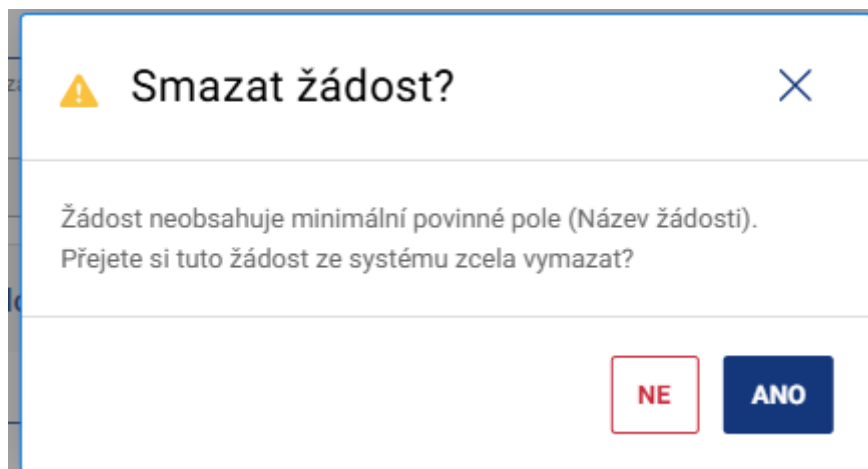 Smazat žádost?
Žádost neobsahuje minimální povinné pole (Název žádosti).
Přejete si tuto žádost ze systému zcela vymazat?
NE
ANO